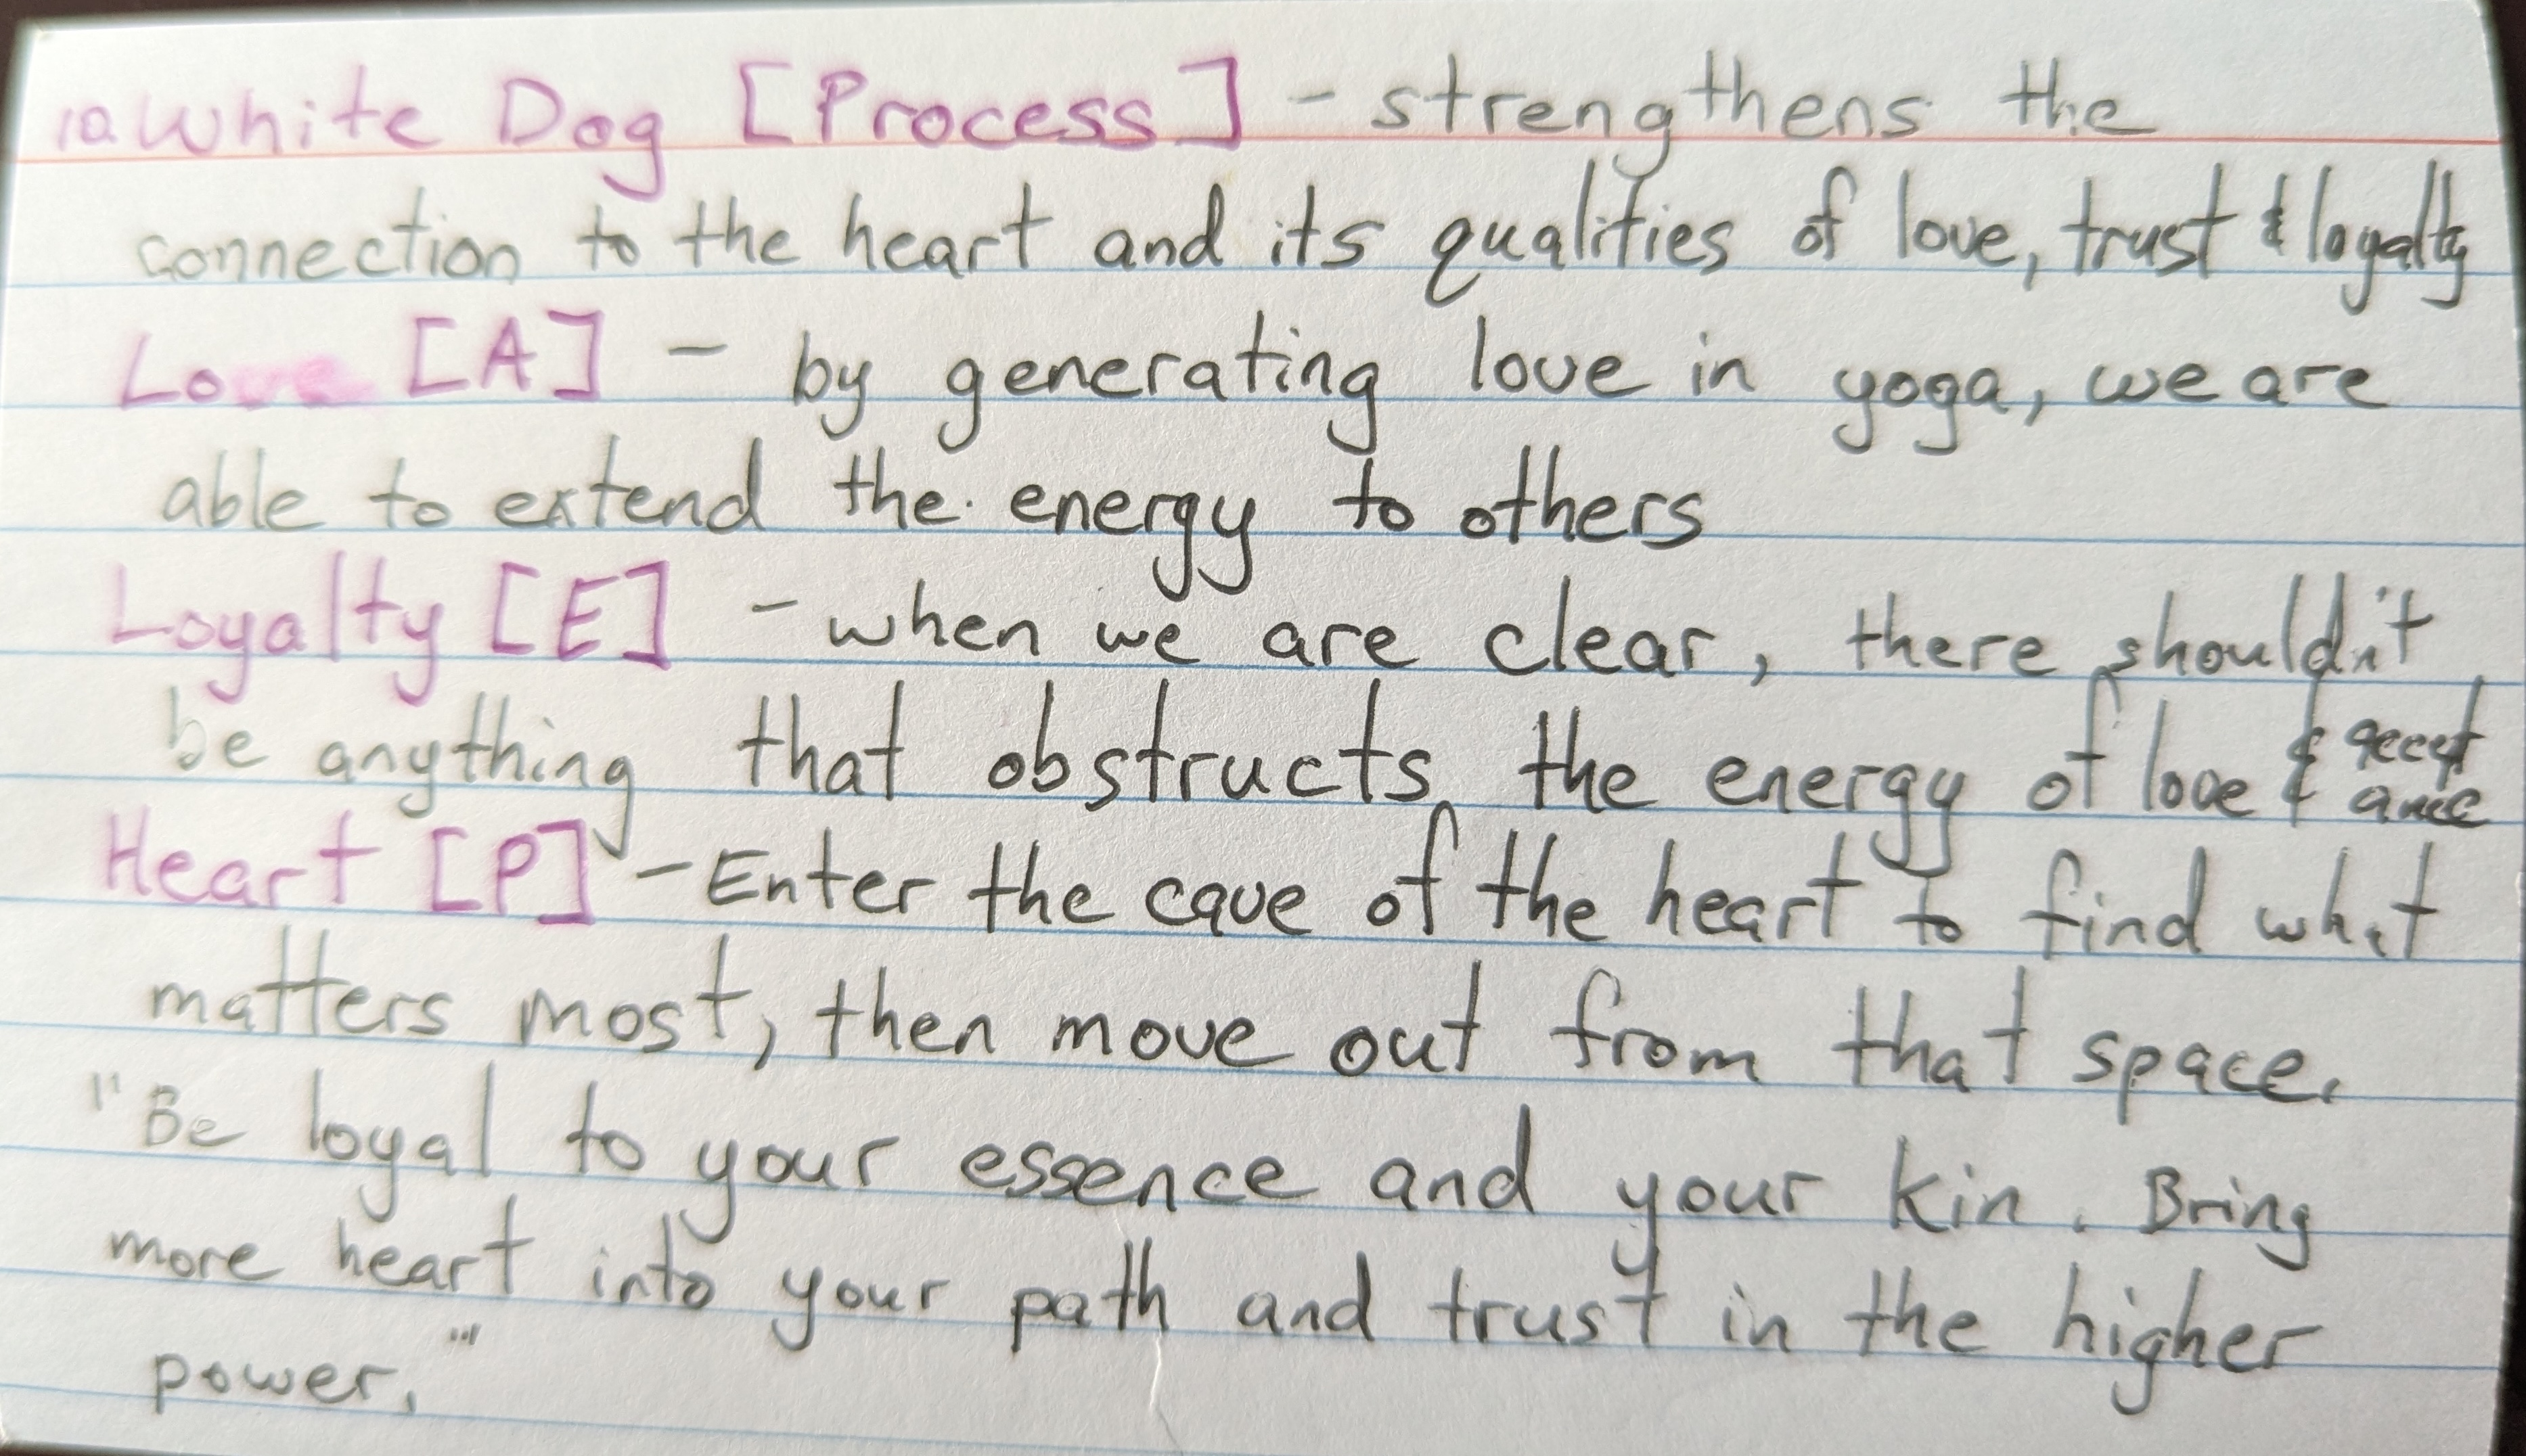 10 White Dog [Process] - strengthens the
connection to the heart and its qualities of love, trust & loyalty
Love [A] - by generating love in yoga, we are
able to extend the energy to others
Loyalty [E] - when we are clear, there shouldn't
be anything that obstructs the energy of love & acceptance
Heart [P] - Enter the cave of the heart to find what
matters most, then move out from that space.
"Be loyal to your essence and your kin. Bring
more heart into your path and trust in the higher
power."